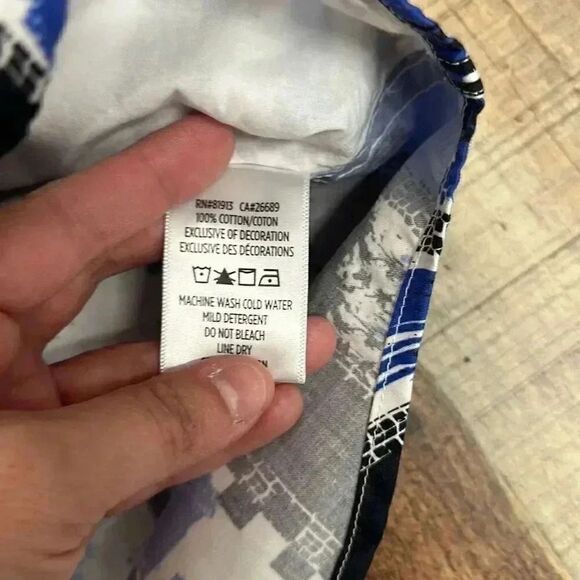 RN#81913 CA#26689
100% COTTON/COTON
EXCLUSIVE OF DECORATION
EXCLUSIVE DES DÉCORATIONS
MACHINE WASH COLD WATER
MILD DETERGENT
DO NOT BLEACH
LINE DRY